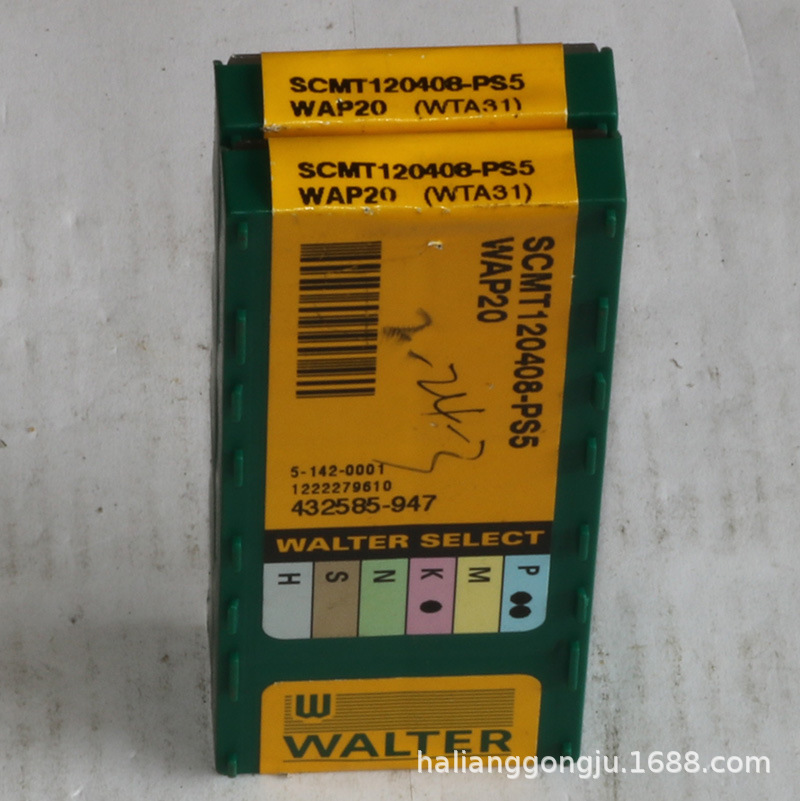 SCMT120408-PS5
WAP20 (WTA31)
SCMT120408-PS5
WAP20 (WTA31)
SCMT120408-PS5
WAP20
5-142-0001
1222279610
432585-947
WALTER SELECT
H S N K M P
W
WALTER
halianggongju.1688.com